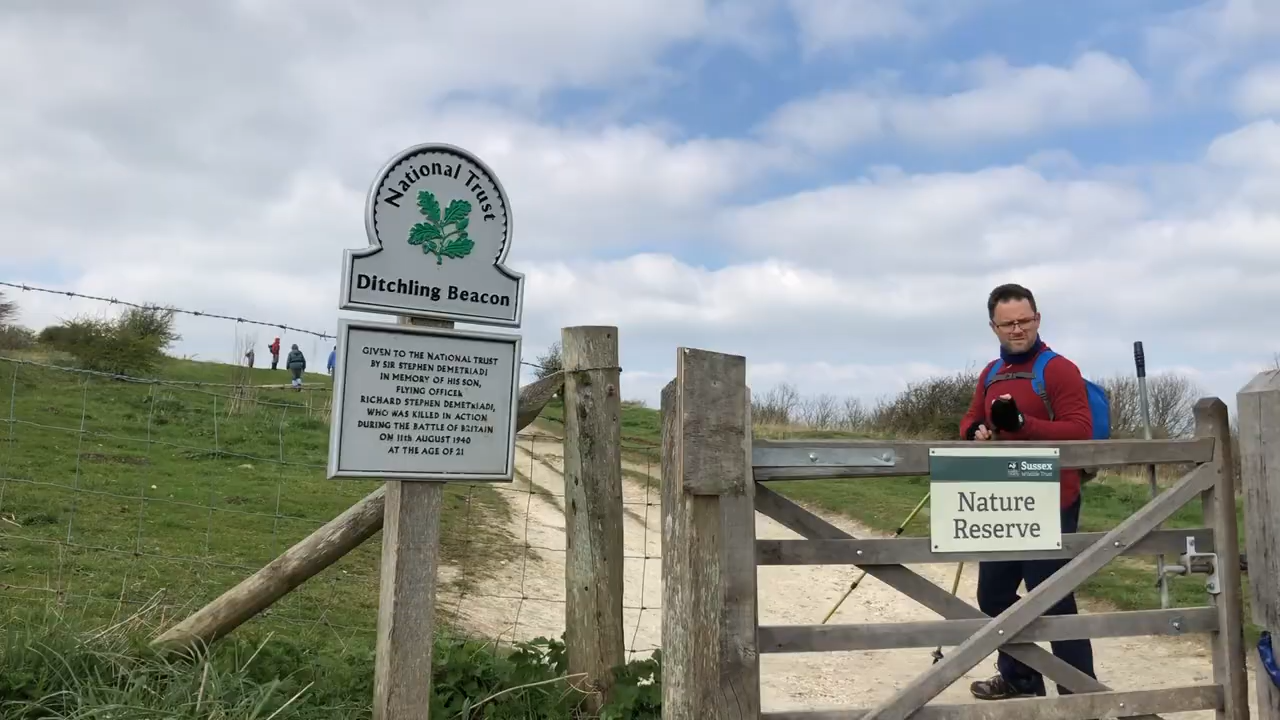 National Trust
Ditchling Beacon
GIVEN TO THE NATIONAL TRUST
BY SIR STEPHEN DEMETRIADI
IN MEMORY OF HIS SON,
FLYING OFFICER
RICHARD STEPHEN DEMETRIADI,
WHO WAS KILLED IN ACTION
DURING THE BATTLE OF BRITAIN
ON 11th AUGUST 1940
AT THE AGE OF 21
Sussex
Wildlife Trust
Nature
Reserve